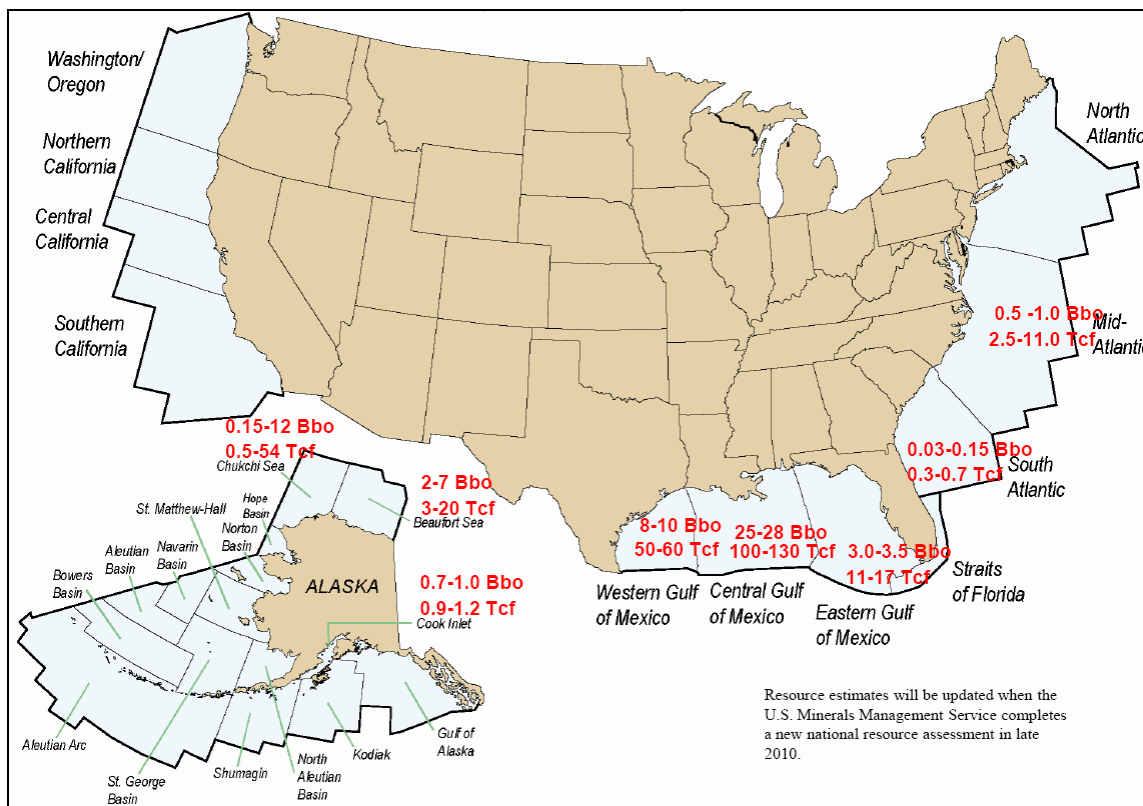 Washington/
Oregon
Northern
California
Central
California
Southern
California
North
Atlantic
0.5 -1.0 Bbo
2.5-11.0 Tcf
Mid-
Atlantic
0.03-0.15 Bbo
0.3-0.7 Tcf
South
Atlantic
0.15-12 Bbo
0.5-54 Tcf
Chukchi Sea
2-7 Bbo
3-20 Tcf
Beaufort Sea
8-10 Bbo
50-60 Tcf
25-28 Bbo
100-130 Tcf
3.0-3.5 Bbo
11-17 Tcf
Western Gulf
of Mexico
Central Gulf
of Mexico
Eastern Gulf
of Mexico
Straits
of Florida
St. Matthew-Hall
Hope
Basin
Norton
Basin
Navarin
Basin
Aleutian
Basin
Bowers
Basin
ALASKA
0.7-1.0 Bbo
0.9-1.2 Tcf
Cook Inlet
Aleutian Arc
St. George
Basin
Shumagin
North
Aleutian
Basin
Kodiak
Gulf of
Alaska
Resource estimates will be updated when the
U.S. Minerals Management Service completes
a new national resource assessment in late
2010.